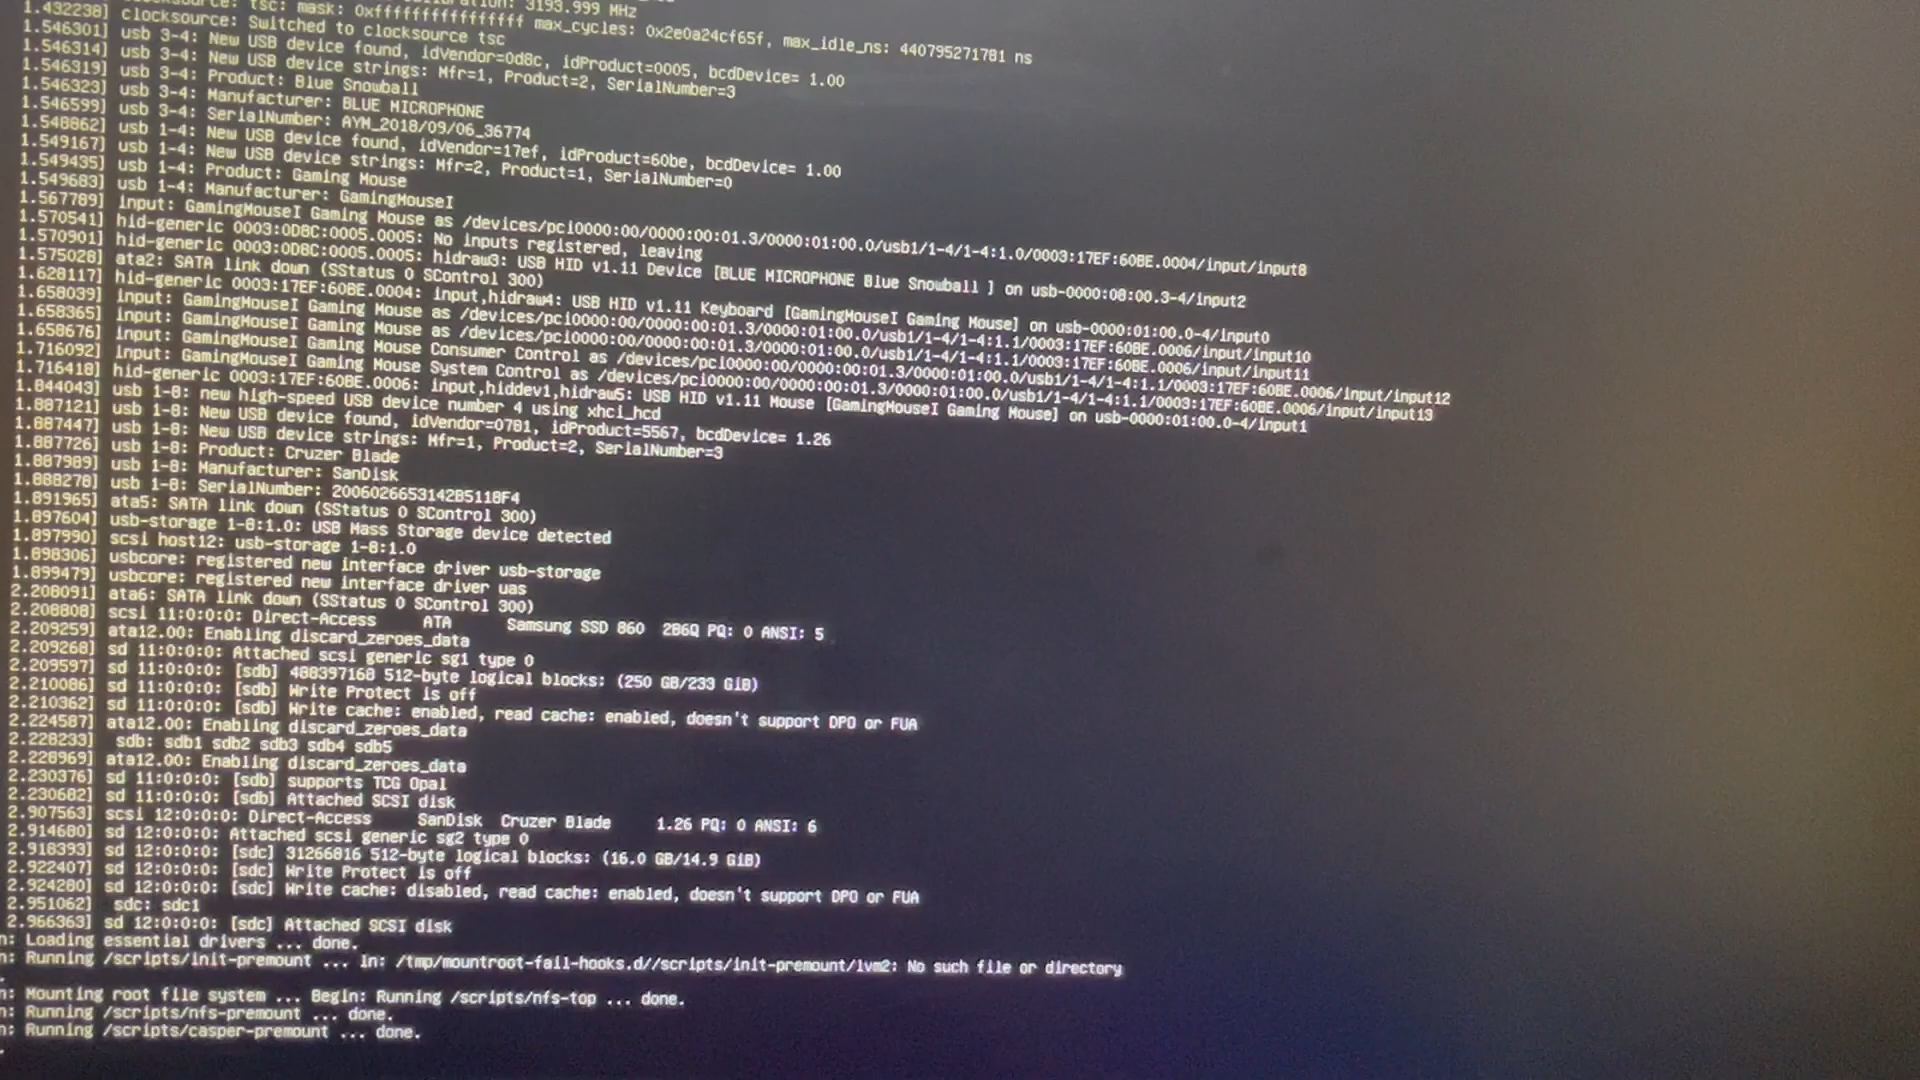 tsc: mask: 0xffffffffffffffff max_cycles: 0x2e0a24cf65f, max_idle_ns: 440795271781 ns
3193.999 MHz
1.432238] clocksource: Switched to clocksource tsc
1.546301] usb 3-4: New USB device found, idVendor=0d8c, idProduct=0005, bcdDevice= 1.00
1.546314] usb 3-4: New USB device strings: Mfr=1, Product=2, SerialNumber=3
1.546319] usb 3-4: Product: Blue Snowball
1.546323] usb 3-4: Manufacturer: BLUE MICROPHONE
1.546599] usb 3-4: SerialNumber: AYM_2018/09/06_36774
1.548862] usb 1-4: New USB device found, idVendor=17ef, idProduct=60be, bcdDevice= 1.00
1.549167] usb 1-4: New USB device strings: Mfr=2, Product=1, SerialNumber=0
1.549435] usb 1-4: Product: Gaming Mouse
1.549683] usb 1-4: Manufacturer: GamingMouseI
1.567789] input: GamingMouseI Gaming Mouse as /devices/pci0000:00/0000:00:01.3/0000:01:00.0/usb1/1-4/1-4:1.0/0003:17EF:60BE.0004/input/input8
1.570541] hid-generic 0003:0D8C:0005.0005: No inputs registered, leaving
1.570901] hid-generic 0003:0D8C:0005.0005: hidraw3: USB HID v1.11 Device [BLUE MICROPHONE Blue Snowball ] on usb-0000:08:00.3-4/input2
1.575028] ata2: SATA link down (SStatus 0 SControl 300)
1.628117] hid-generic 0003:17EF:60BE.0004: input,hidraw4: USB HID v1.11 Keyboard [GamingMouseI Gaming Mouse] on usb-0000:01:00.0-4/input0
1.658039] input: GamingMouseI Gaming Mouse as /devices/pci0000:00/0000:00:01.3/0000:01:00.0/usb1/1-4/1-4:1.1/0003:17EF:60BE.0006/input/input10
1.658365] input: GamingMouseI Gaming Mouse as /devices/pci0000:00/0000:00:01.3/0000:01:00.0/usb1/1-4/1-4:1.1/0003:17EF:60BE.0006/input/input11
1.658676] input: GamingMouseI Gaming Mouse Consumer Control as /devices/pci0000:00/0000:00:01.3/0000:01:00.0/usb1/1-4/1-4:1.1/0003:17EF:60BE.0006/input/input12
1.716092] input: GamingMouseI Gaming Mouse System Control as /devices/pci0000:00/0000:00:01.3/0000:01:00.0/usb1/1-4/1-4:1.1/0003:17EF:60BE.0006/input/input13
1.716418] hid-generic 0003:17EF:60BE.0006: input,hiddev1,hidraw5: USB HID v1.11 Mouse [GamingMouseI Gaming Mouse] on usb-0000:01:00.0-4/input1
1.844043] usb 1-8: new high-speed USB device number 4 using xhci_hcd
1.887121] usb 1-8: New USB device found, idVendor=0781, idProduct=5567, bcdDevice= 1.26
1.887447] usb 1-8: New USB device strings: Mfr=1, Product=2, SerialNumber=3
1.887726] usb 1-8: Product: Cruzer Blade
1.887989] usb 1-8: Manufacturer: SanDisk
1.888278] usb 1-8: SerialNumber: 2006026653142B5118F4
1.891965] ata5: SATA link down (SStatus 0 SControl 300)
1.897604] usb-storage 1-8:1.0: USB Mass Storage device detected
1.897990] scsi host12: usb-storage 1-8:1.0
1.898306] usbcore: registered new interface driver usb-storage
1.899479] usbcore: registered new interface driver uas
2.208091] ata6: SATA link down (SStatus 0 SControl 300)
2.208808] scsi 11:0:0:0: Direct-Access ATA Samsung SSD 860 2B6Q PQ: 0 ANSI: 5
2.209259] ata12.00: Enabling discard_zeroes_data
2.209268] sd 11:0:0:0: Attached scsi generic sg1 type 0
2.209597] sd 11:0:0:0: [sdb] 488397168 512-byte logical blocks: (250 GB/233 GiB)
2.210086] sd 11:0:0:0: [sdb] Write Protect is off
2.210362] sd 11:0:0:0: [sdb] Write cache: enabled, read cache: enabled, doesn't support DPO or FUA
2.224587] ata12.00: Enabling discard_zeroes_data
2.228233] sdb: sdb1 sdb2 sdb3 sdb4 sdb5
2.228969] ata12.00: Enabling discard_zeroes_data
2.230376] sd 11:0:0:0: [sdb] supports TCG Opal
2.230682] sd 11:0:0:0: [sdb] Attached SCSI disk
2.907563] scsi 12:0:0:0: Direct-Access SanDisk Cruzer Blade 1.26 PQ: 0 ANSI: 6
2.914680] sd 12:0:0:0: Attached scsi generic sg2 type 0
2.918393] sd 12:0:0:0: [sdc] 31266816 512-byte logical blocks: (16.0 GB/14.9 GiB)
2.922407] sd 12:0:0:0: [sdc] Write Protect is off
2.924280] sd 12:0:0:0: [sdc] Write cache: disabled, read cache: enabled, doesn't support DPO or FUA
2.951062] sdc: sdc1
2.966363] sd 12:0:0:0: [sdc] Attached SCSI disk
n: Loading essential drivers ... done.
n: Running /scripts/init-premount ... ln: /tmp/mountroot-fail-hooks.d//scripts/init-premount/lvm2: No such file or directory
.
n: Mounting root file system ... Begin: Running /scripts/nfs-top ... done.
n: Running /scripts/nfs-premount ... done.
n: Running /scripts/casper-premount ... done.
.